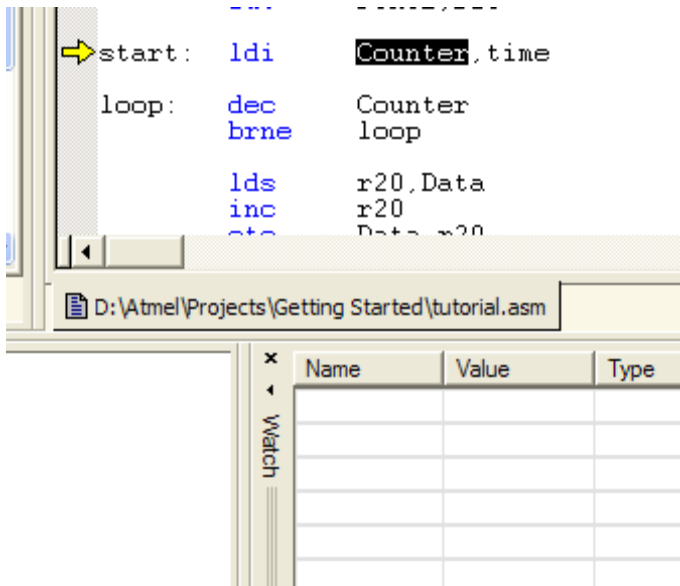 start: ldi Counter,time
loop: dec Counter
brne loop
lds r20,Data
inc r20
D:\Atmel\Projects\Getting Started\tutorial.asm
Name Value Type
Watch